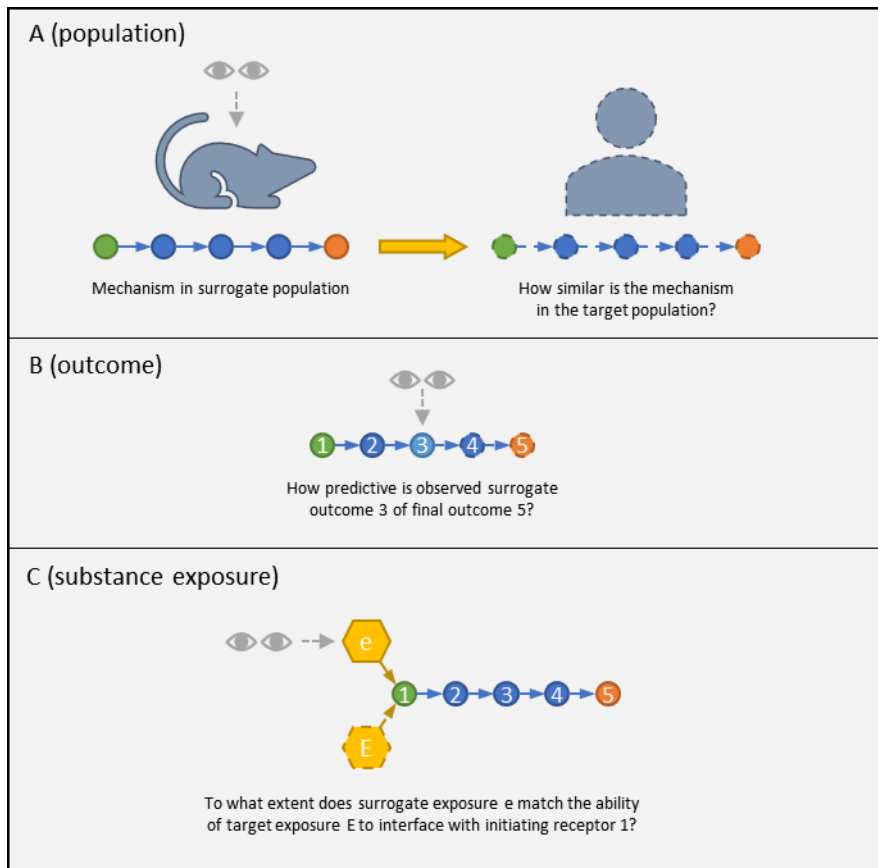 A (population)
Mechanism in surrogate population
How similar is the mechanism
in the target population?
B (outcome)
1 2 3 4 5
How predictive is observed surrogate
outcome 3 of final outcome 5?
C (substance exposure)
e
1 2 3 4 5
E
To what extent does surrogate exposure e match the ability
of target exposure E to interface with initiating receptor 1?